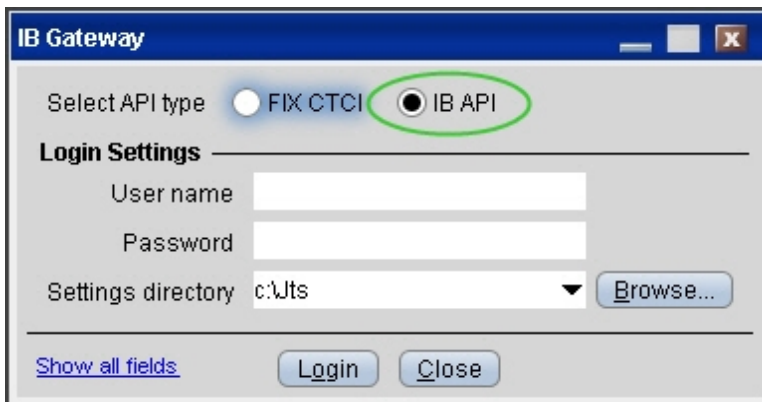 IB Gateway
Select API type FIX CTCI IB API
Login Settings
User name
Password
Settings directory c:\Jts Browse...
Show all fields Login Close